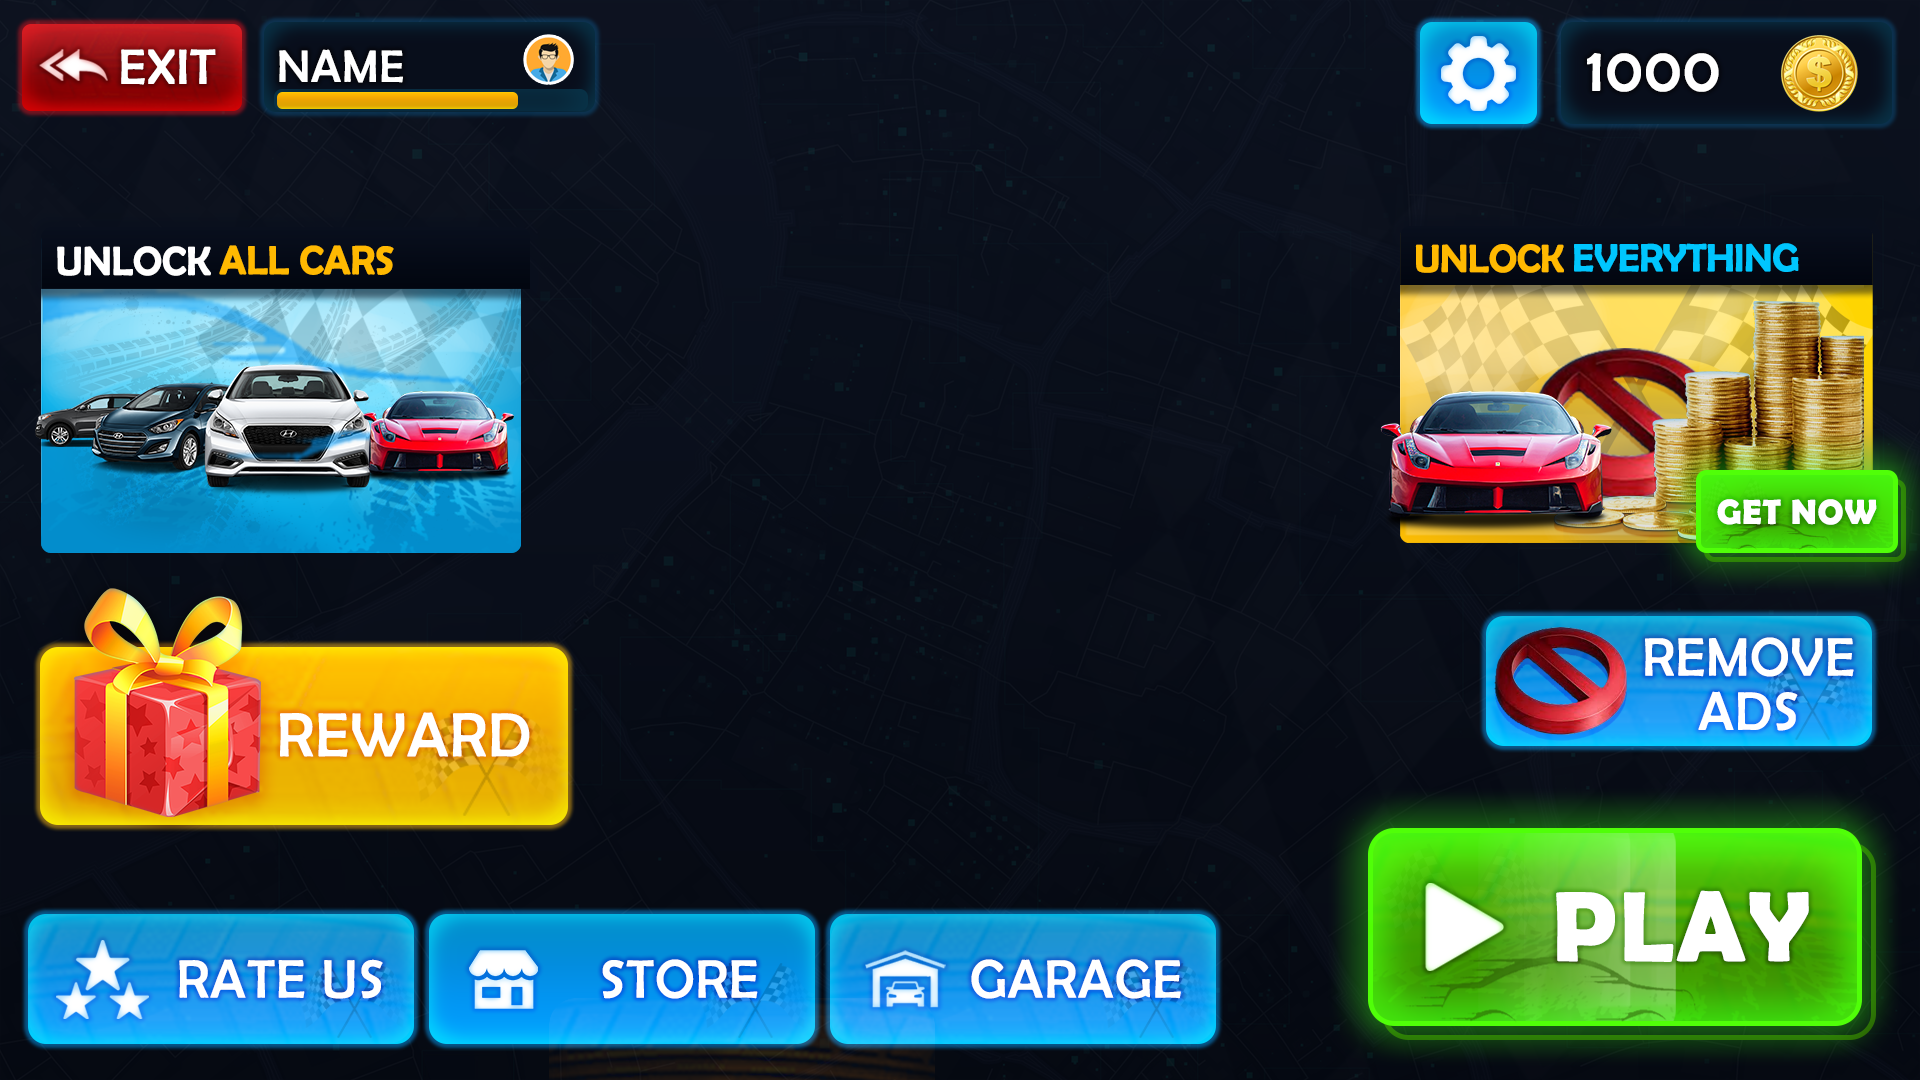 EXIT
NAME
1000
UNLOCK ALL CARS
UNLOCK EVERYTHING
GET NOW
REWARD
REMOVE
ADS
RATE US
STORE
GARAGE
PLAY